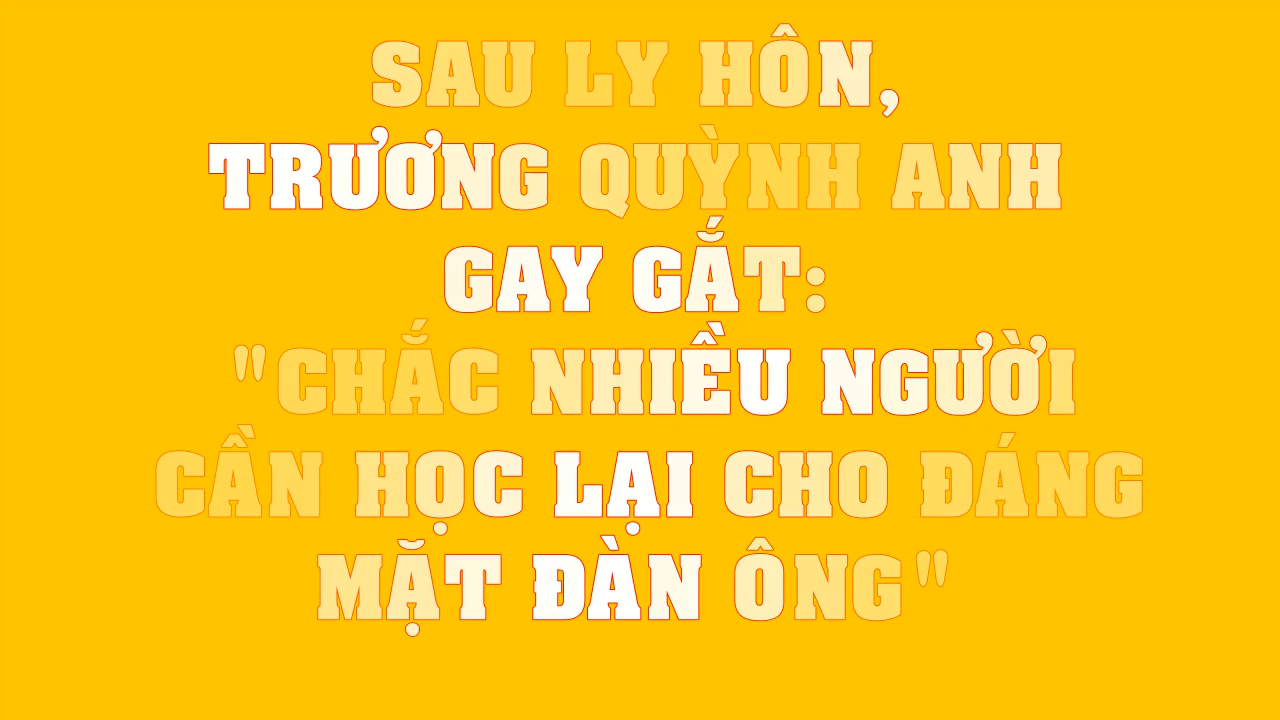 SAU LY HÔN,
TRƯƠNG QUỲNH ANH
GAY GẮT:
"CHẮC NHIỀU NGƯỜI
CẦN HỌC LẠI CHO ĐÁNG
MẶT ĐÀN ÔNG"